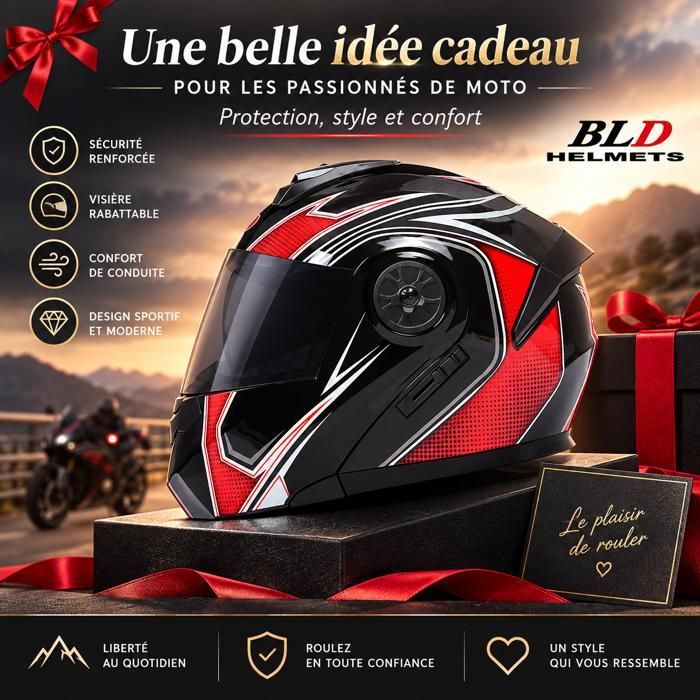 Une belle idée cadeau
POUR LES PASSIONNÉS DE MOTO
Protection, style et confort
BLD
HELMETS
SÉCURITÉ
RENFORCÉE
VISIÈRE
RABATTABLE
CONFORT
DE CONDUITE
DESIGN SPORTIF
ET MODERNE
Le plaisir
de rouler
LIBERTÉ
AU QUOTIDIEN
ROULEZ
EN TOUTE CONFIANCE
UN STYLE
QUI VOUS RESSEMBLE